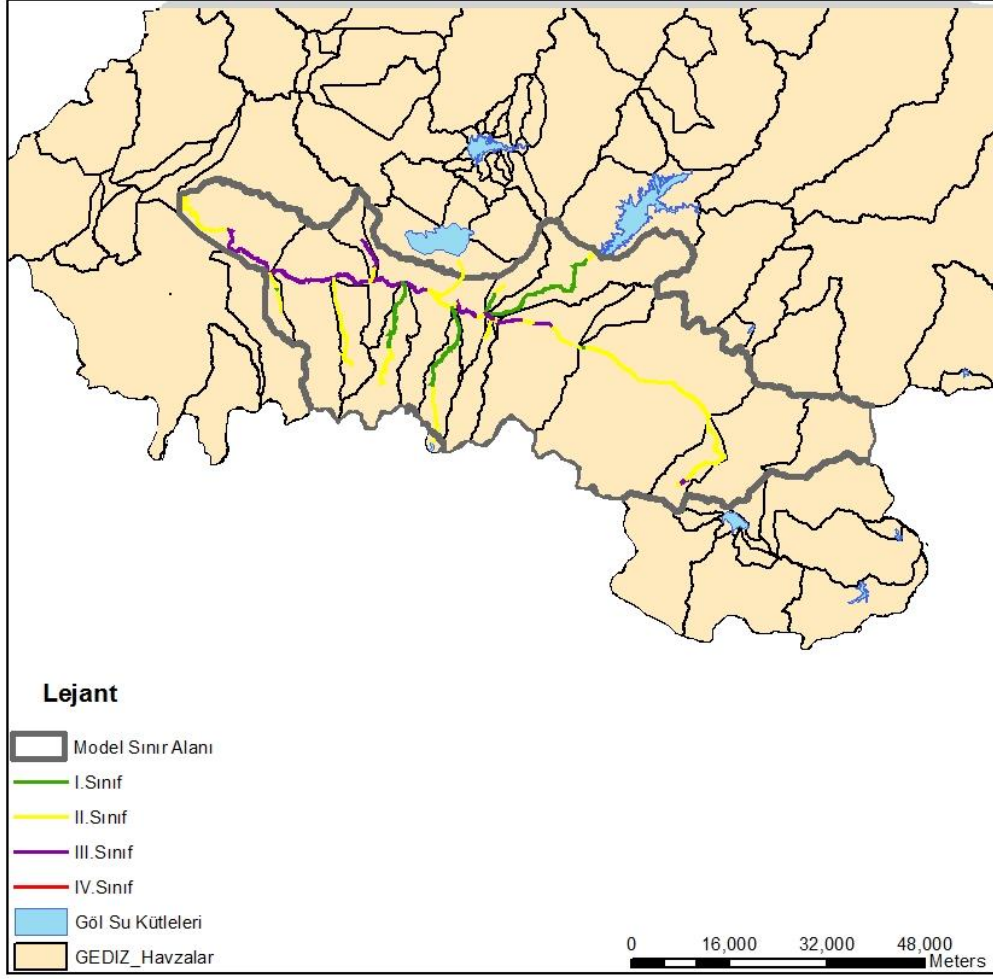 Lejant
Model Sınır Alanı
I.Sınıf
II.Sınıf
III.Sınıf
IV.Sınıf
Göl Su Kütleleri
GEDIZ_Havzalar
0 16,000 32,000 48,000
Meters